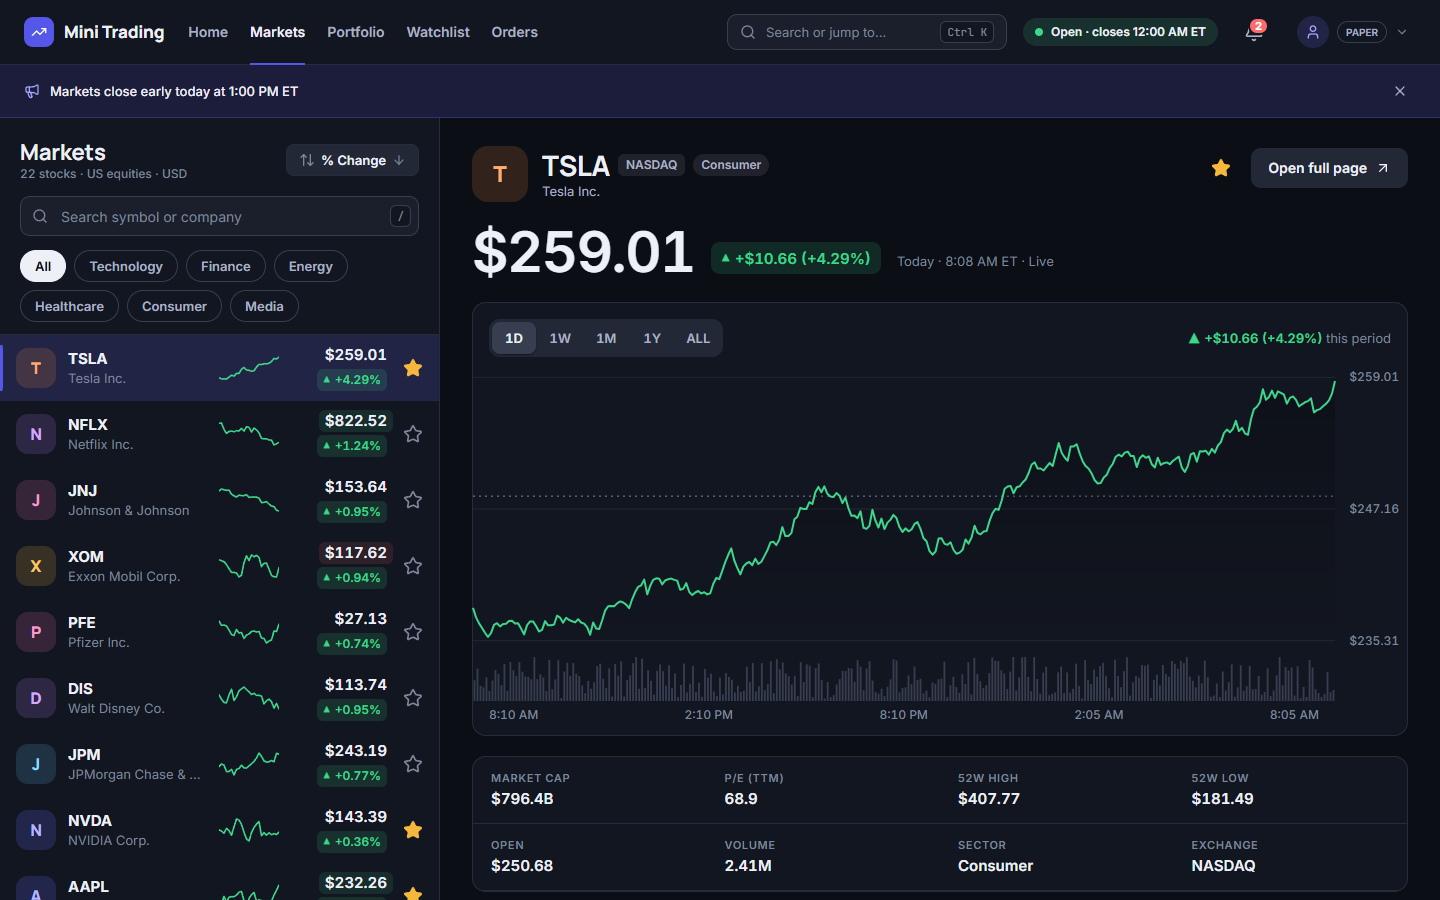 Mini Trading
Home
Markets
Portfolio
Watchlist
Orders
Search or jump to...
Ctrl K
Open · closes 12:00 AM ET
2
PAPER
Markets close early today at 1:00 PM ET
Markets
22 stocks · US equities · USD
% Change
Search symbol or company
/
All
Technology
Finance
Energy
Healthcare
Consumer
Media
T
TSLA
Tesla Inc.
$259.01
+4.29%
N
NFLX
Netflix Inc.
$822.52
+1.24%
J
JNJ
Johnson & Johnson
$153.64
+0.95%
X
XOM
Exxon Mobil Corp.
$117.62
+0.94%
P
PFE
Pfizer Inc.
$27.13
+0.74%
D
DIS
Walt Disney Co.
$113.74
+0.95%
J
JPM
JPMorgan Chase & ...
$243.19
+0.77%
N
NVDA
NVIDIA Corp.
$143.39
+0.36%
A
AAPL
$232.26
T
TSLA
NASDAQ
Consumer
Tesla Inc.
Open full page
$259.01
+$10.66 (+4.29%)
Today · 8:08 AM ET · Live
1D
1W
1M
1Y
ALL
+$10.66 (+4.29%) this period
$259.01
$247.16
$235.31
8:10 AM
2:10 PM
8:10 PM
2:05 AM
8:05 AM
MARKET CAP
$796.4B
P/E (TTM)
68.9
52W HIGH
$407.77
52W LOW
$181.49
OPEN
$250.68
VOLUME
2.41M
SECTOR
Consumer
EXCHANGE
NASDAQ